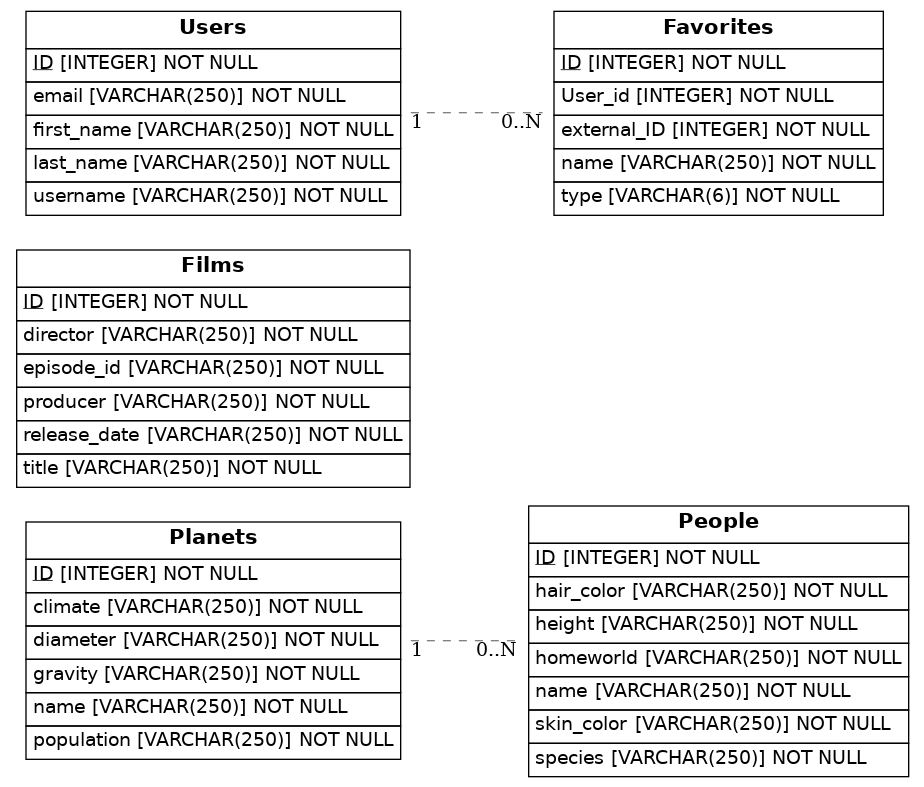 Users
ID [INTEGER] NOT NULL
email [VARCHAR(250)] NOT NULL
first_name [VARCHAR(250)] NOT NULL
last_name [VARCHAR(250)] NOT NULL
username [VARCHAR(250)] NOT NULL
1
0..N
Favorites
ID [INTEGER] NOT NULL
User_id [INTEGER] NOT NULL
external_ID [INTEGER] NOT NULL
name [VARCHAR(250)] NOT NULL
type [VARCHAR(6)] NOT NULL
Films
ID [INTEGER] NOT NULL
director [VARCHAR(250)] NOT NULL
episode_id [VARCHAR(250)] NOT NULL
producer [VARCHAR(250)] NOT NULL
release_date [VARCHAR(250)] NOT NULL
title [VARCHAR(250)] NOT NULL
Planets
ID [INTEGER] NOT NULL
climate [VARCHAR(250)] NOT NULL
diameter [VARCHAR(250)] NOT NULL
gravity [VARCHAR(250)] NOT NULL
name [VARCHAR(250)] NOT NULL
population [VARCHAR(250)] NOT NULL
1
0..N
People
ID [INTEGER] NOT NULL
hair_color [VARCHAR(250)] NOT NULL
height [VARCHAR(250)] NOT NULL
homeworld [VARCHAR(250)] NOT NULL
name [VARCHAR(250)] NOT NULL
skin_color [VARCHAR(250)] NOT NULL
species [VARCHAR(250)] NOT NULL